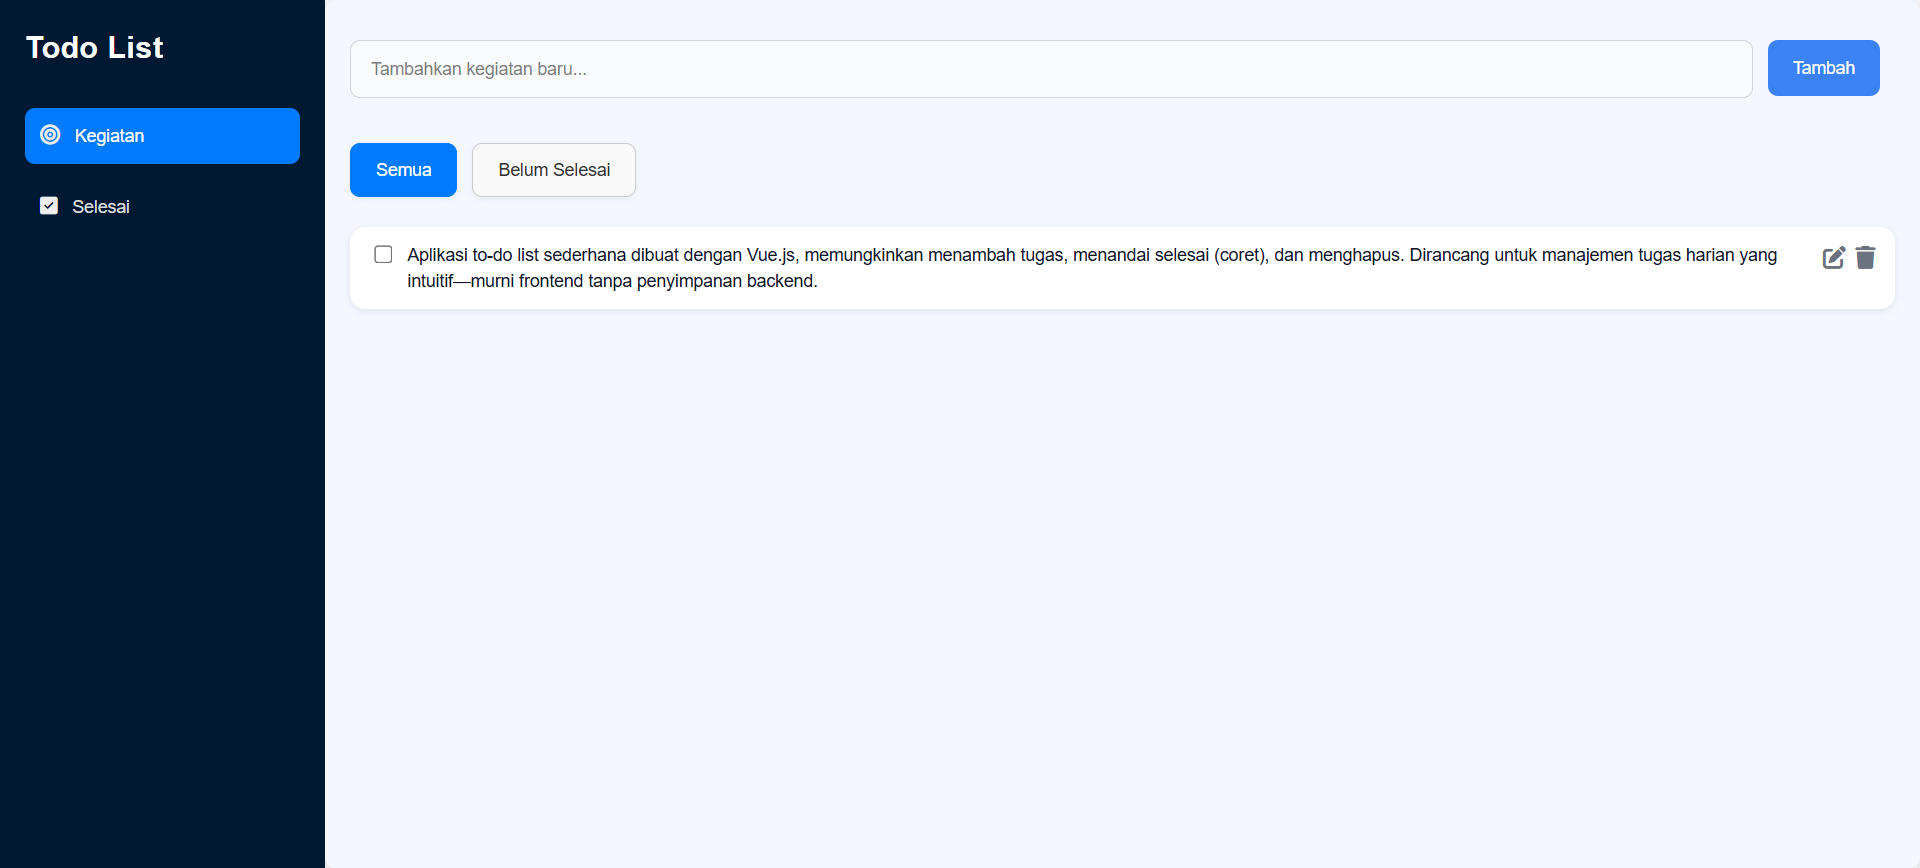 Todo List
Kegiatan
Selesai
Tambahkan kegiatan baru...
Tambah
Semua
Belum Selesai
Aplikasi to-do list sederhana dibuat dengan Vue.js, memungkinkan menambah tugas, menandai selesai (coret), dan menghapus. Dirancang untuk manajemen tugas harian yang
intuitif—murni frontend tanpa penyimpanan backend.